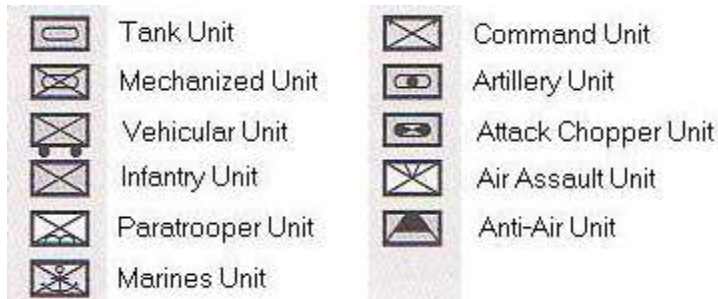 Tank Unit
Mechanized Unit
Vehicular Unit
Infantry Unit
Paratrooper Unit
Marines Unit
Command Unit
Artillery Unit
Attack Chopper Unit
Air Assault Unit
Anti-Air Unit